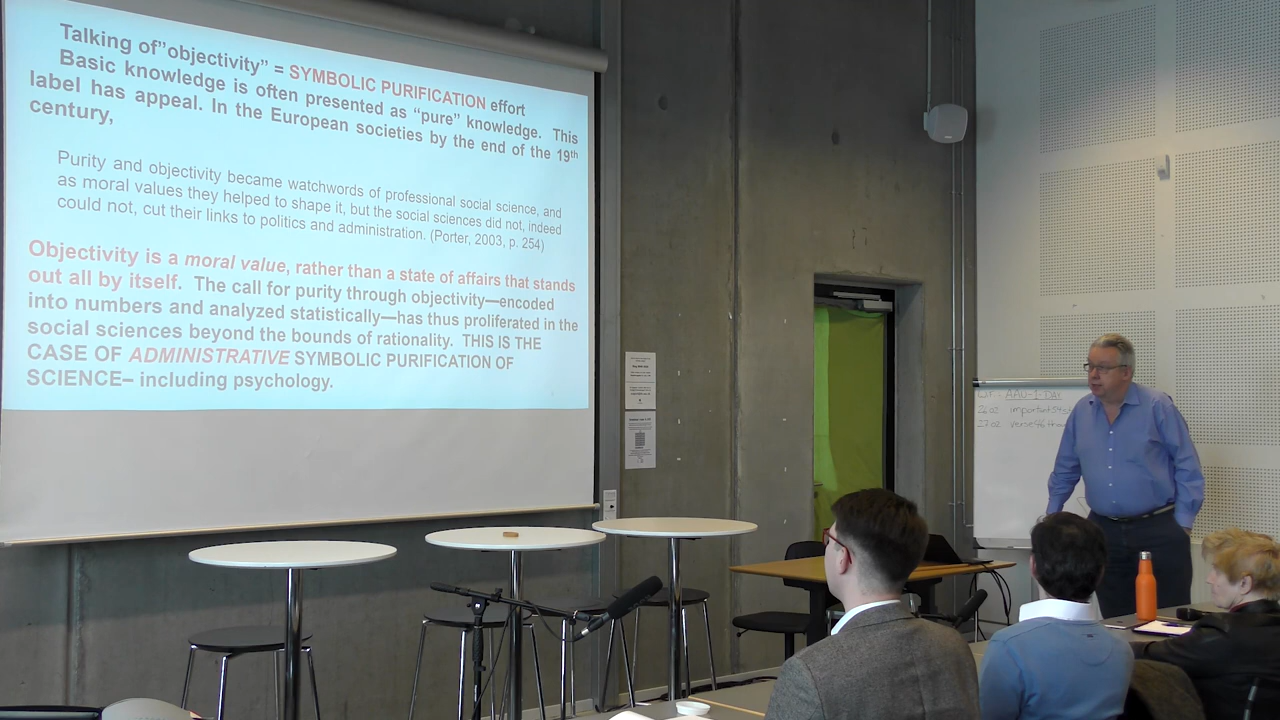 Talking of”objectivity” = SYMBOLIC PURIFICATION effort
Basic knowledge is often presented as “pure” knowledge. This
label has appeal. In the European societies by the end of the 19th
century,
Purity and objectivity became watchwords of professional social science, and
as moral values they helped to shape it, but the social sciences did not, indeed
could not, cut their links to politics and administration. (Porter, 2003, p. 254)
Objectivity is a moral value, rather than a state of affairs that stands
out all by itself. The call for purity through objectivity—encoded
into numbers and analyzed statistically—has thus proliferated in the
social sciences beyond the bounds of rationality. THIS IS THE
CASE OF ADMINISTRATIVE SYMBOLIC PURIFICATION OF
SCIENCE– including psychology.
AAU-1-DAY